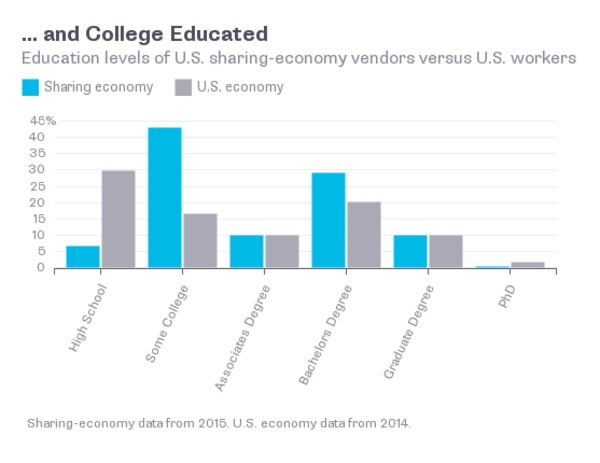 ... and College Educated
Education levels of U.S. sharing-economy vendors versus U.S. workers
Sharing economy
U.S. economy
45%
40
35
30
25
20
15
10
5
0
High School
Some College
Associates Degree
Bachelors Degree
Graduate Degree
PhD
Sharing-economy data from 2015. U.S. economy data from 2014.